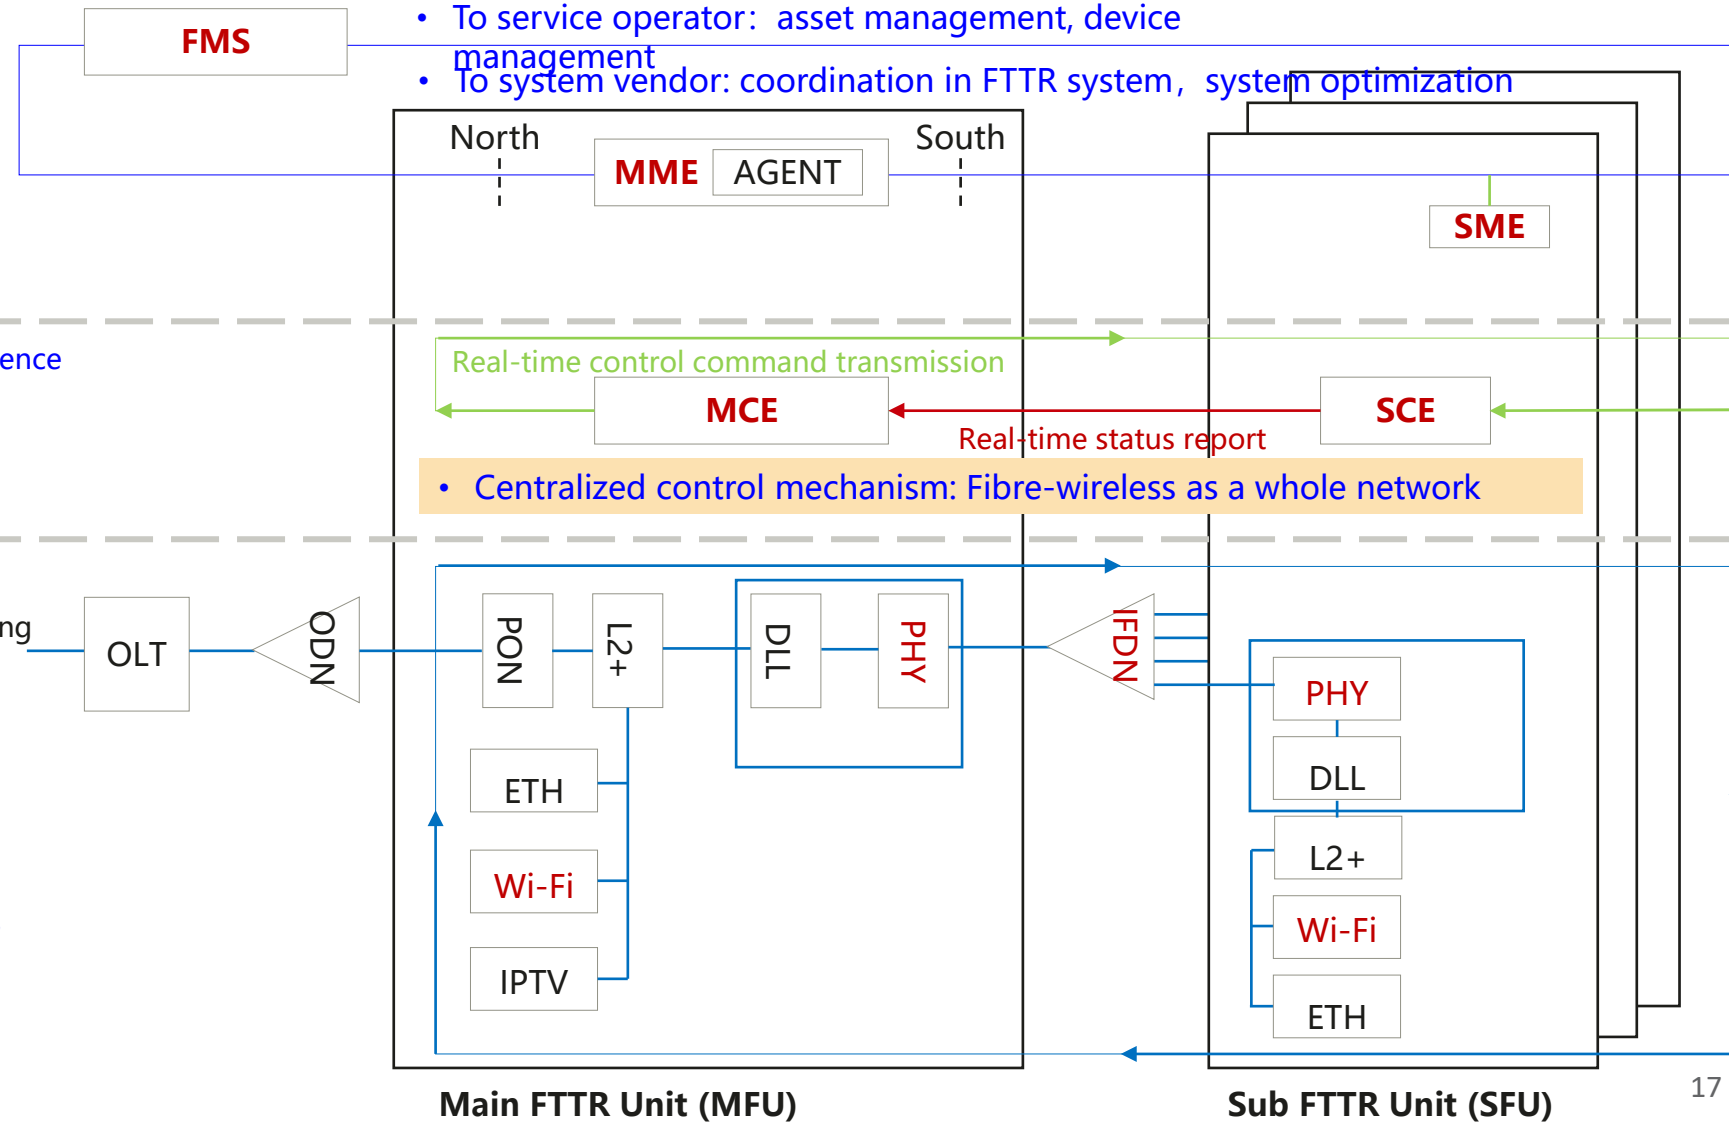 • To service operator： asset management, device
management
• To system vendor: coordination in FTTR system，system optimization
FMS
North
South
MME
AGENT
SME
ence
Real-time control command transmission
MCE
SCE
Real-time status report
• Centralized control mechanism: Fibre-wireless as a whole network
ng
OLT
ODN
PON
L2+
DLL
PHY
IFDN
ETH
Wi-Fi
IPTV
PHY
DLL
L2+
Wi-Fi
ETH
Main FTTR Unit (MFU)
Sub FTTR Unit (SFU)
17